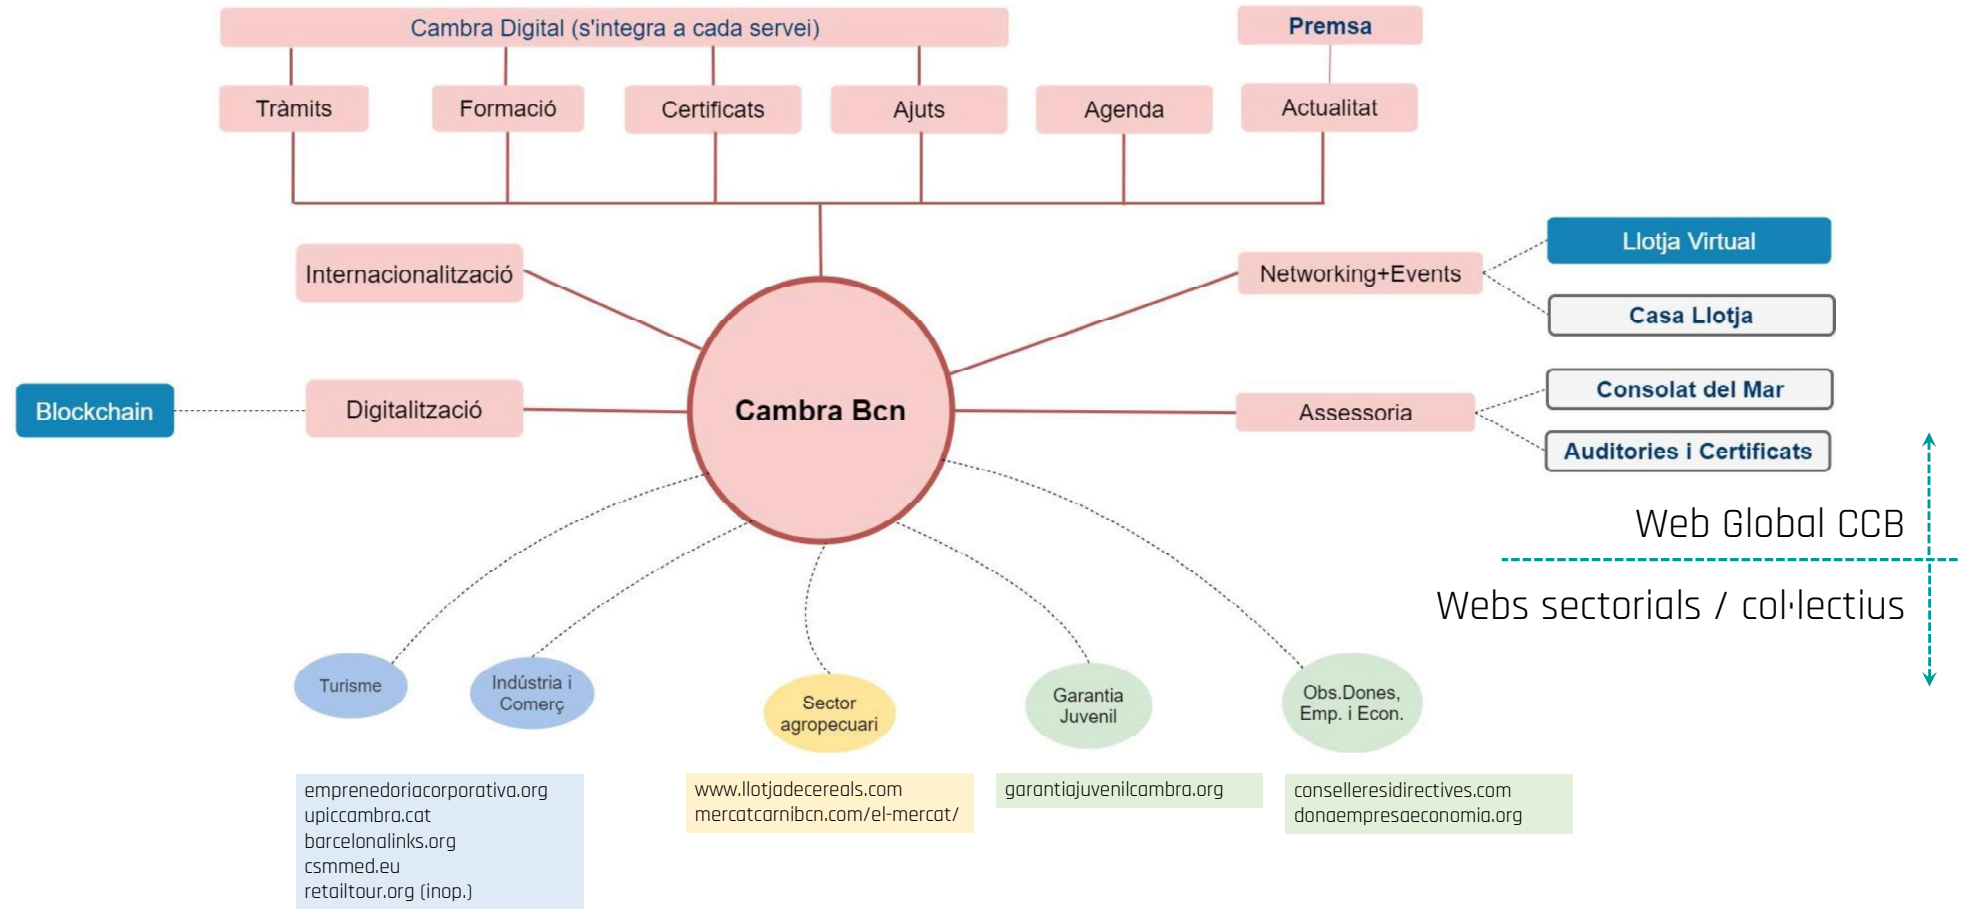 Cambra Digital (s'integra a cada servei)
Premsa
Tràmits
Formació
Certificats
Ajuts
Agenda
Actualitat
Internacionalització
Networking+Events
Llotja Virtual
Casa Llotja
Blockchain
Digitalització
Cambra Bcn
Assessoria
Consolat del Mar
Auditories i Certificats
Web Global CCB
Webs sectorials / col·lectius
Turisme
Indústria i
Comerç
Sector
agropecuari
Garantia
Juvenil
Obs.Dones,
Emp. i Econ.
emprenedoriacorporativa.org
upiccambra.cat
barcelonalinks.org
csmmed.eu
retailtour.org (inop.)
www.llotjadecereals.com
mercatcarnibcn.com/el-mercat/
garantiajuvenilcambra.org
conselleresidirectives.com
donaempresaeconomia.org